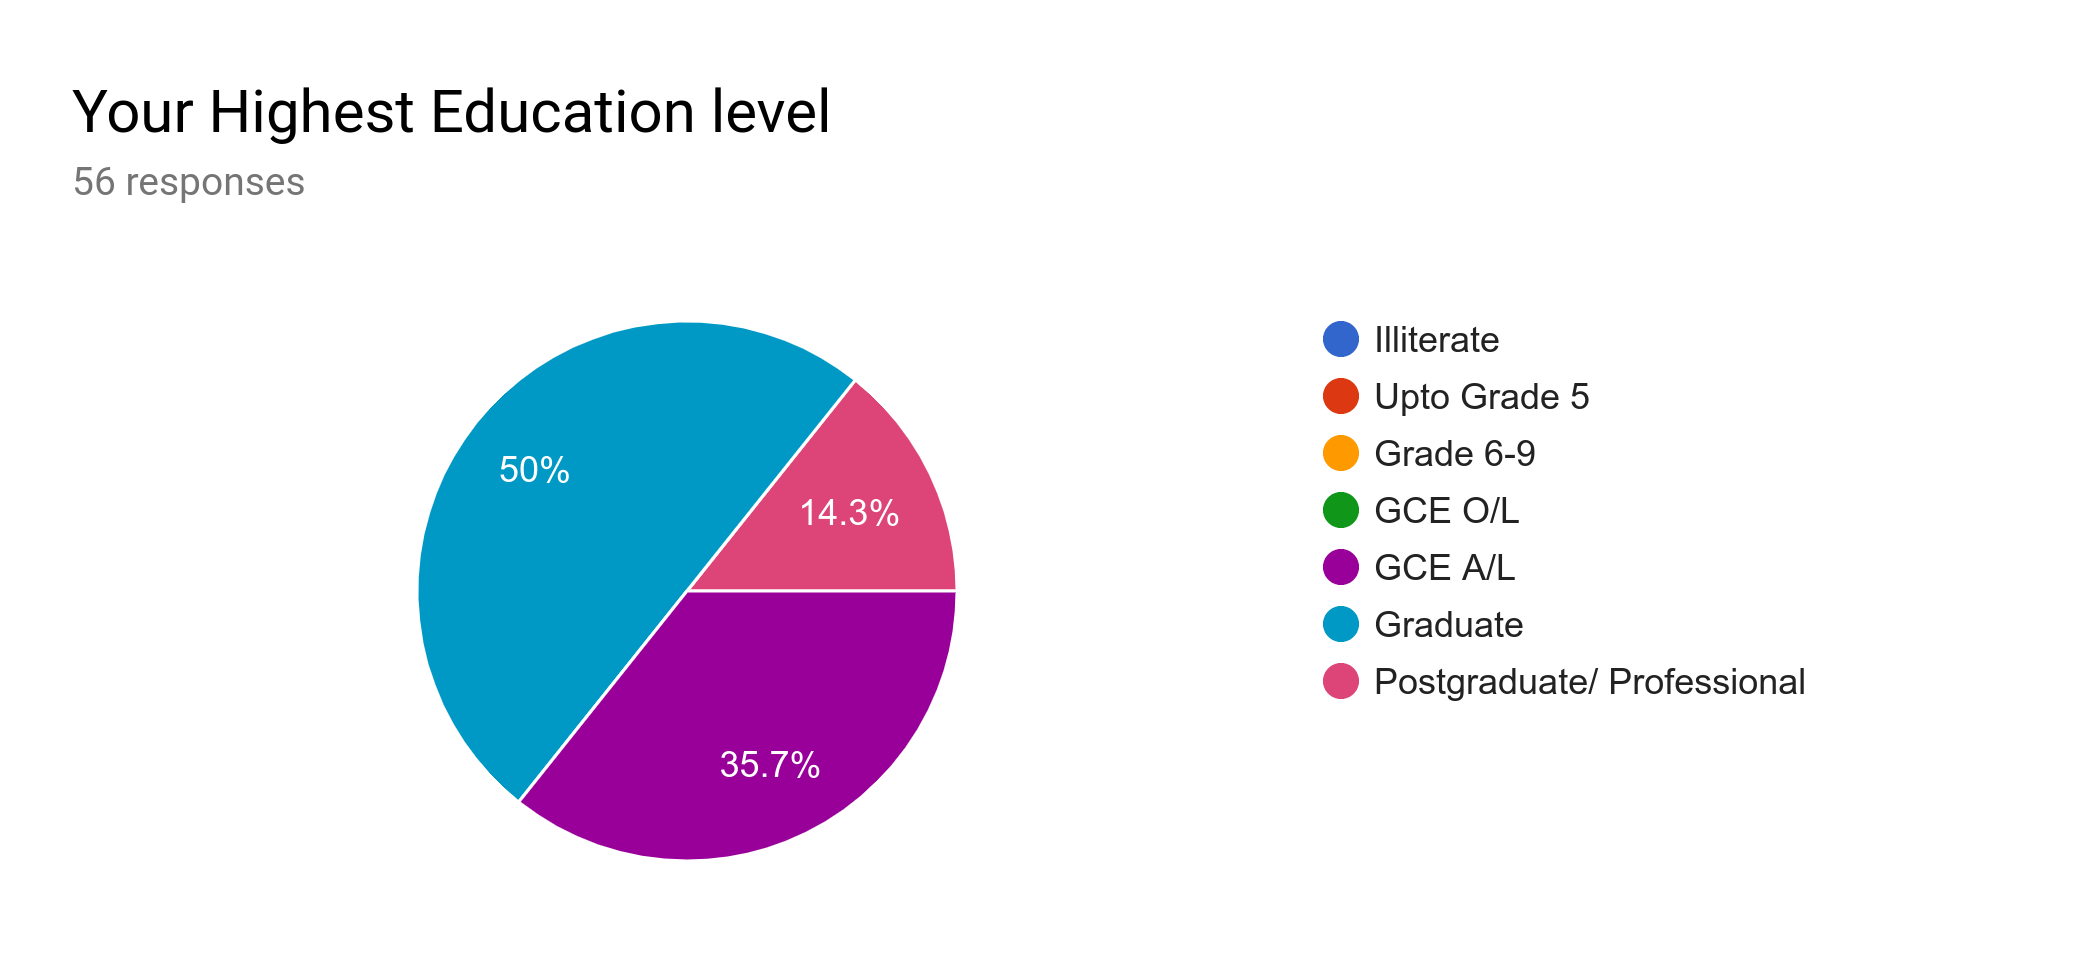 Your Highest Education level
56 responses
50%
14.3%
35.7%
Illiterate
Upto Grade 5
Grade 6-9
GCE O/L
GCE A/L
Graduate
Postgraduate/ Professional